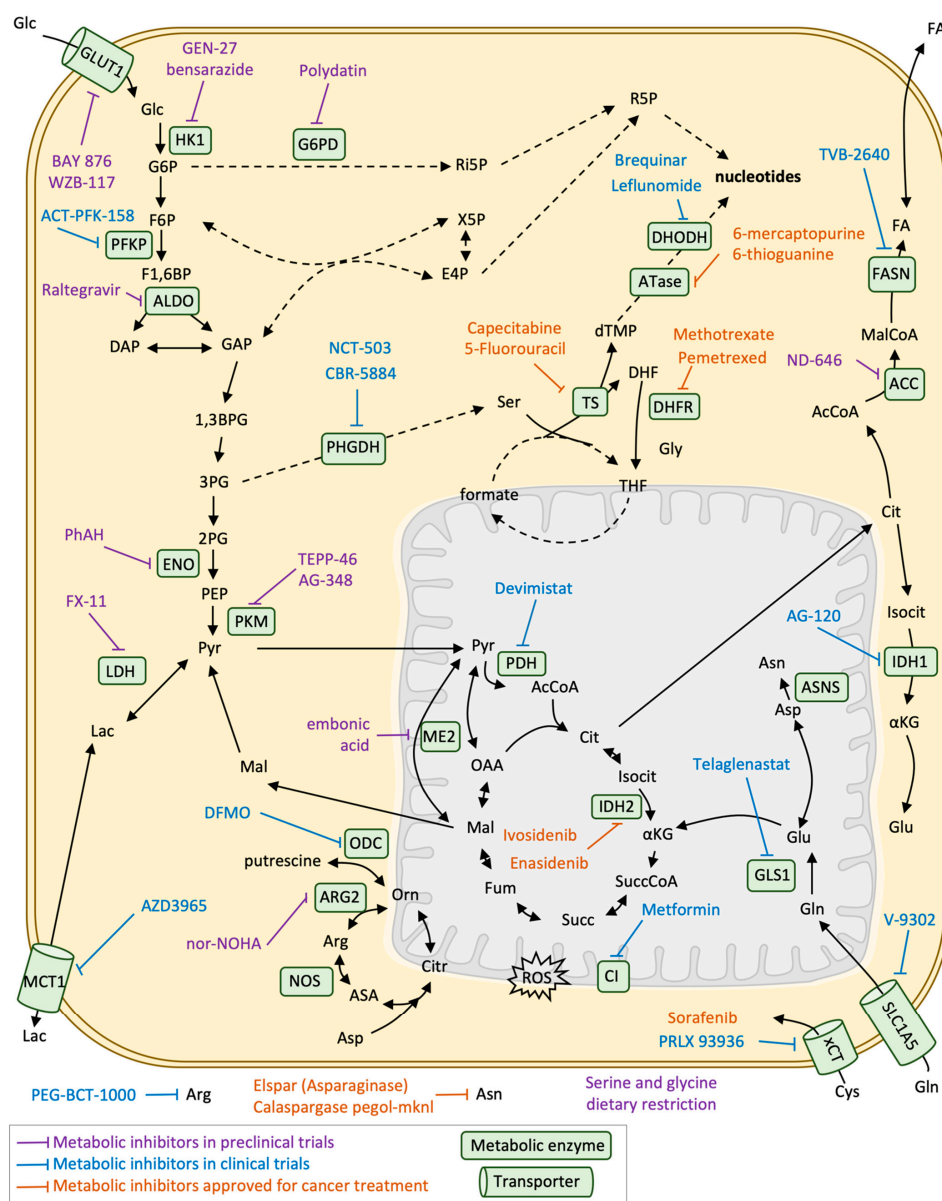 Glc
FA
GLUT1
GEN-27
bensarazide
Polydatin
Glc
HK1
G6PD
R5P
BAY 876
WZB-117
G6P
Ri5P
Brequinar
Leflunomide
nucleotides
TVB-2640
ACT-PFK-158
F6P
X5P
PFKP
DHODH
6-mercaptopurine
6-thioguanine
FA
F1,6BP
E4P
ATase
FASN
Raltegravir
ALDO
DAP
GAP
dTMP
MalCoA
NCT-503
CBR-5884
Capecitabine
5-Fluorouracil
Methotrexate
Pemetrexed
ND-646
DHF
ACC
1,3BPG
Ser
TS
DHFR
AcCoA
PHGDH
Gly
3PG
formate
THF
Cit
2PG
PhAH
ENO
TEPP-46
AG-348
PEP
FX-11
PKM
Devimistat
Isocit
AG-120
Pyr
Pyr
PDH
Asn
IDH1
LDH
AcCoA
ASNS
Asp
αKG
Lac
embonic
acid
ME2
Cit
OAA
Mal
Isocit
Telaglenastat
IDH2
DFMO
Mal
Ivosidenib
αKG
Glu
Glu
ODC
Enasidenib
putrescine
GLS1
Orn
Fum
SuccCoA
ARG2
Gln
AZD3965
Succ
Metformin
V-9302
nor-NOHA
Arg
Citr
MCT1
NOS
ROS
CI
ASA
SLC1A5
Asp
Sorafenib
PRLX 93936
xCT
Lac
Cys
Gln
PEG-BCT-1000
Arg
Elspar (Asparaginase)
Calaspargase pegol-mknl
Asn
Serine and glycine
dietary restriction
Metabolic inhibitors in preclinical trials
Metabolic inhibitors in clinical trials
Metabolic inhibitors approved for cancer treatment
Metabolic enzyme
Transporter